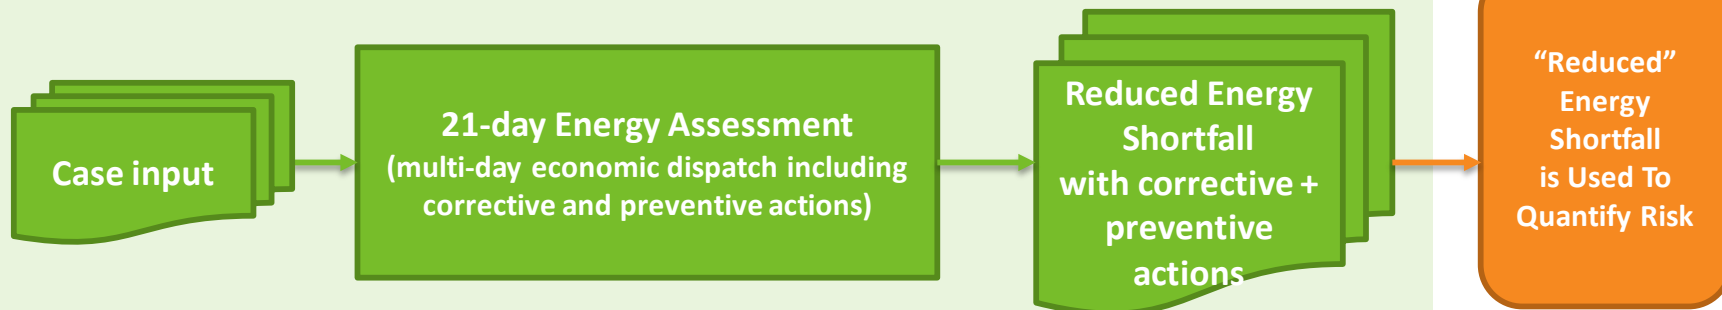 Case input
21-day Energy Assessment
(multi-day economic dispatch including
corrective and preventive actions)
Reduced Energy
Shortfall
with corrective +
preventive
actions
“Reduced”
Energy
Shortfall
is Used To
Quantify Risk